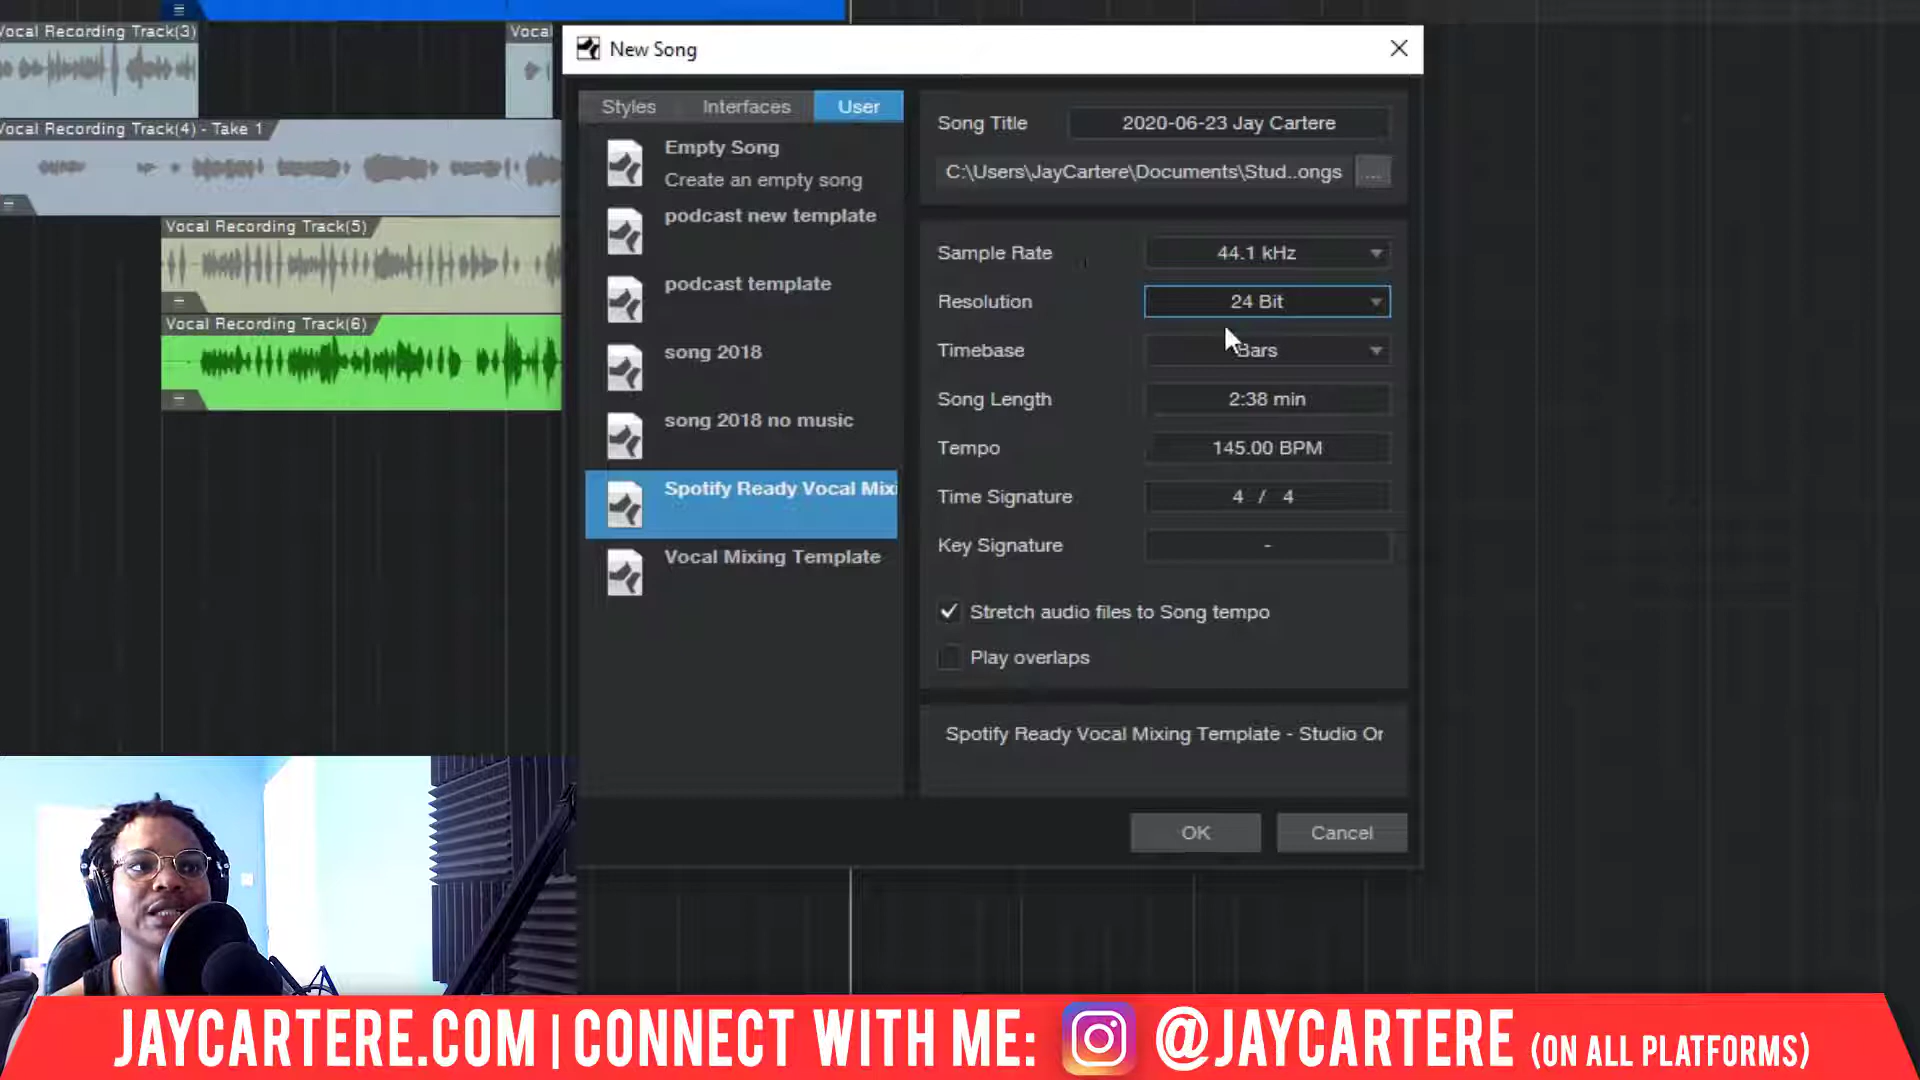 Vocal Recording Track(3)
Vocal
Vocal Recording Track(4) - Take 1
Vocal Recording Track(5)
Vocal Recording Track(6)
New Song
Styles
Interfaces
User
Empty Song
Create an empty song
podcast new template
podcast template
song 2018
song 2018 no music
Spotify Ready Vocal Mixi
Vocal Mixing Template
Song Title
2020-06-23 Jay Cartere
C:\Users\JayCartere\Documents\Stud..ongs
...
Sample Rate
44.1 kHz
Resolution
24 Bit
Timebase
Bars
Song Length
2:38 min
Tempo
145.00 BPM
Time Signature
4 / 4
Key Signature
-
Stretch audio files to Song tempo
Play overlaps
Spotify Ready Vocal Mixing Template - Studio Or
OK
Cancel
JAYCARTERE.COM | CONNECT WITH ME: @JAYCARTERE (ON ALL PLATFORMS)